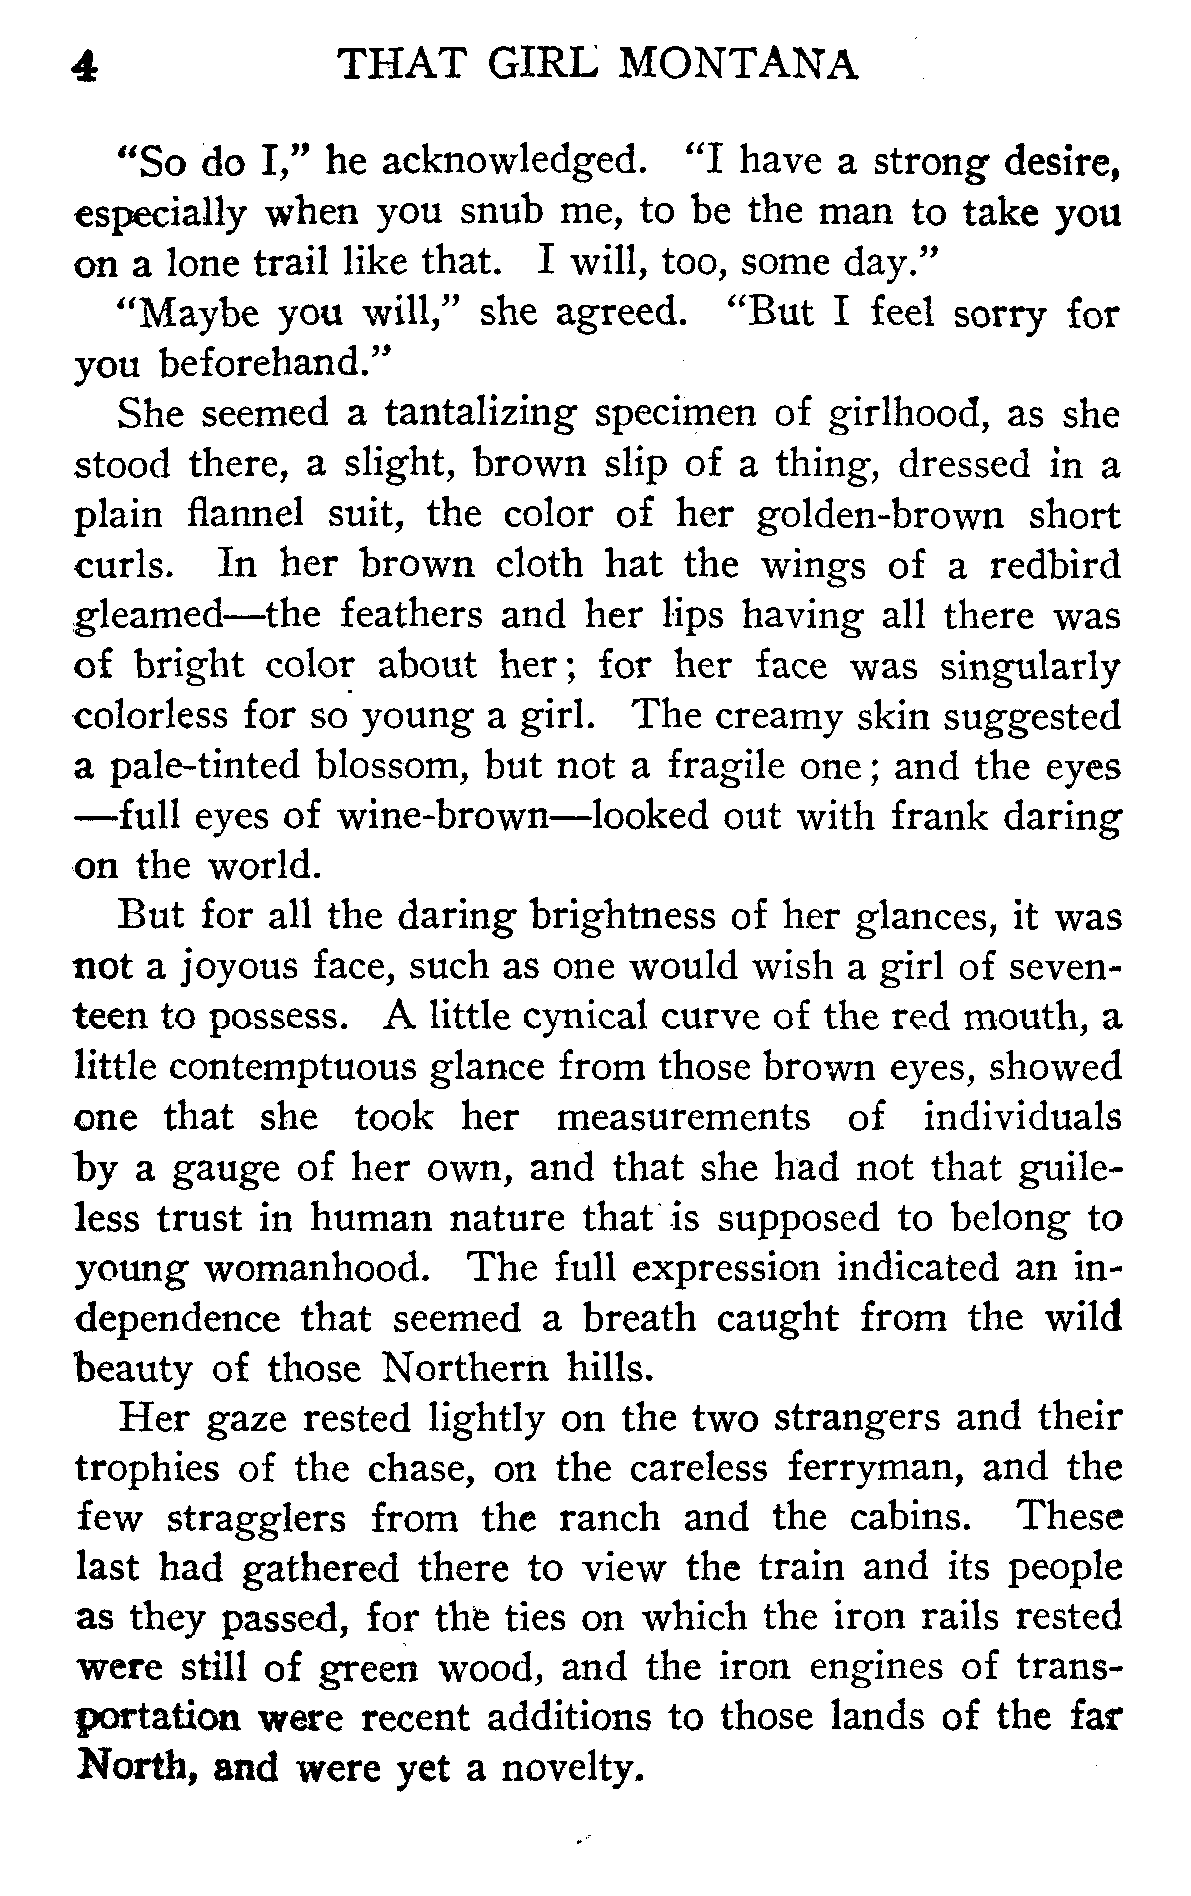 4 THAT GIRL MONTANA
"So do I," he acknowledged. "I have a strong desire,
especially when you snub me, to be the man to take you
on a lone trail like that. I will, too, some day."
"Maybe you will," she agreed. "But I feel sorry for
you beforehand."
She seemed a tantalizing specimen of girlhood, as she
stood there, a slight, brown slip of a thing, dressed in a
plain flannel suit, the color of her golden-brown short
curls. In her brown cloth hat the wings of a redbird
gleamed—the feathers and her lips having all there was
of bright color about her; for her face was singularly
colorless for so young a girl. The creamy skin suggested
a pale-tinted blossom, but not a fragile one; and the eyes
—full eyes of wine-brown—looked out with frank daring
on the world.
But for all the daring brightness of her glances, it was
not a joyous face, such as one would wish a girl of seven-
teen to possess. A little cynical curve of the red mouth, a
little contemptuous glance from those brown eyes, showed
one that she took her measurements of individuals
by a gauge of her own, and that she had not that guile-
less trust in human nature that is supposed to belong to
young womanhood. The full expression indicated an in-
dependence that seemed a breath caught from the wild
beauty of those Northern hills.
Her gaze rested lightly on the two strangers and their
trophies of the chase, on the careless ferryman, and the
few stragglers from the ranch and the cabins. These
last had gathered there to view the train and its people
as they passed, for the ties on which the iron rails rested
were still of green wood, and the iron engines of trans-
portation were recent additions to those lands of the far
North, and were yet a novelty.